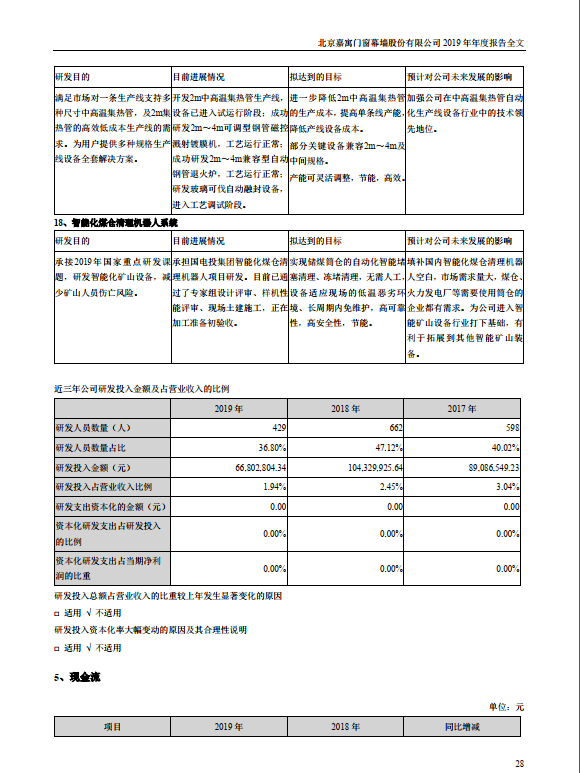 北京嘉寓门窗幕墙股份有限公司 2019 年年度报告全文
研发目的 目前进展情况 拟达到的目标 预计对公司未来发展的影响
满足市场对一条生产线支持多 开发2m中高温集热管生产线， 进一步降低2m中高温集热管 加强公司在中高温集热管自动
种尺寸中高温集热管，及2m集 设备已进入试运行阶段；成功 的生产成本，提高单条线产能， 化生产线设备行业中的技术领
热管的高效低成本生产线的需 研发2m～4m可调型钢管磁控 降低产线设备成本。 先地位。
求。为用户提供多种规格生产 溅射镀膜机，工艺运行正常； 部分关键设备兼容2m～4m及
线设备全套解决方案。 成功研发2m～4m兼容型自动 中间规格。
钢管退火炉，工艺运行正常； 产能可灵活调整，节能，高效。
研发玻璃可伐自动融封设备，
进入工艺调试阶段。
18、智能化煤仓清理机器人系统
研发目的 目前进展情况 拟达到的目标 预计对公司未来发展的影响
承接2019年国家重点研发课 承担国电投集团智能化煤仓清 实现储煤筒仓的自动化智能堵 填补国内智能化煤仓清理机器
题，研发智能化矿山设备，减 理机器人项目研发。目前已通 塞清理、冻结清理，无需人工， 人空白，市场需求量大，煤仓、
少矿山人员伤亡风险。 过了专家组设计评审、样机性 设备适应现场的低温恶劣环 火力发电厂等需要使用筒仓的
能评审、现场土建施工，正在 境、长周期内免维护，高可靠 企业都有需求。为公司进入智
加工准备初验收。 性，高安全性，节能。 能矿山设备行业打下基础，有
利于拓展到其他智能矿山装
备。
近三年公司研发投入金额及占营业收入的比例
2019 年 2018 年 2017 年
研发人员数量（人） 429 662 598
研发人员数量占比 36.80% 47.12% 40.02%
研发投入金额（元） 66,802,804.34 104,329,925.64 89,086,549.23
研发投入占营业收入比例 1.94% 2.45% 3.04%
研发支出资本化的金额（元） 0.00 0.00 0.00
资本化研发支出占研发投入
的比例 0.00% 0.00% 0.00%
资本化研发支出占当期净利
润的比重 0.00% 0.00% 0.00%
研发投入总额占营业收入的比重较上年发生显著变化的原因
□ 适用 √ 不适用
研发投入资本化率大幅变动的原因及其合理性说明
□ 适用 √ 不适用
5、现金流
单位：元
项目 2019 年 2018 年 同比增减
28